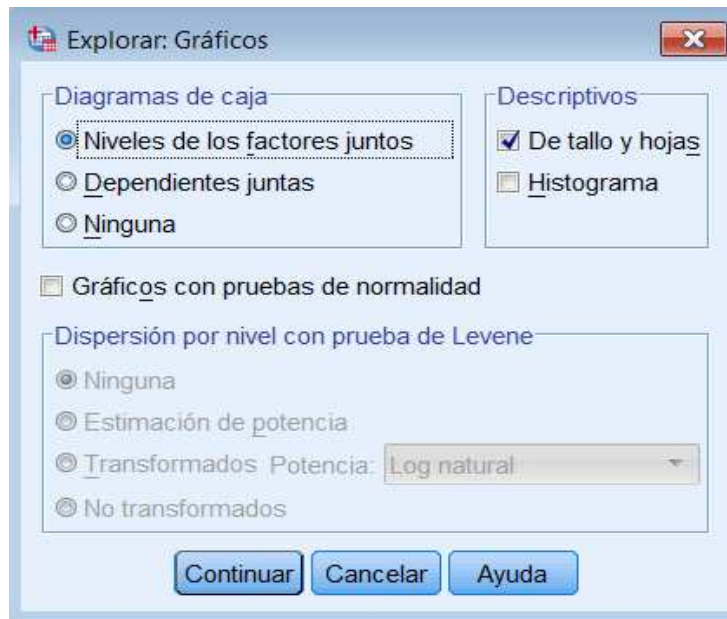 Explorar: Gráficos
Diagramas de caja
Niveles de los factores juntos
Dependientes juntas
Ninguna
Descriptivos
De tallo y hojas
Histograma
Gráficos con pruebas de normalidad
Dispersión por nivel con prueba de Levene
Ninguna
Estimación de potencia
Transformados Potencia: Log natural
No transformados
Continuar Cancelar Ayuda